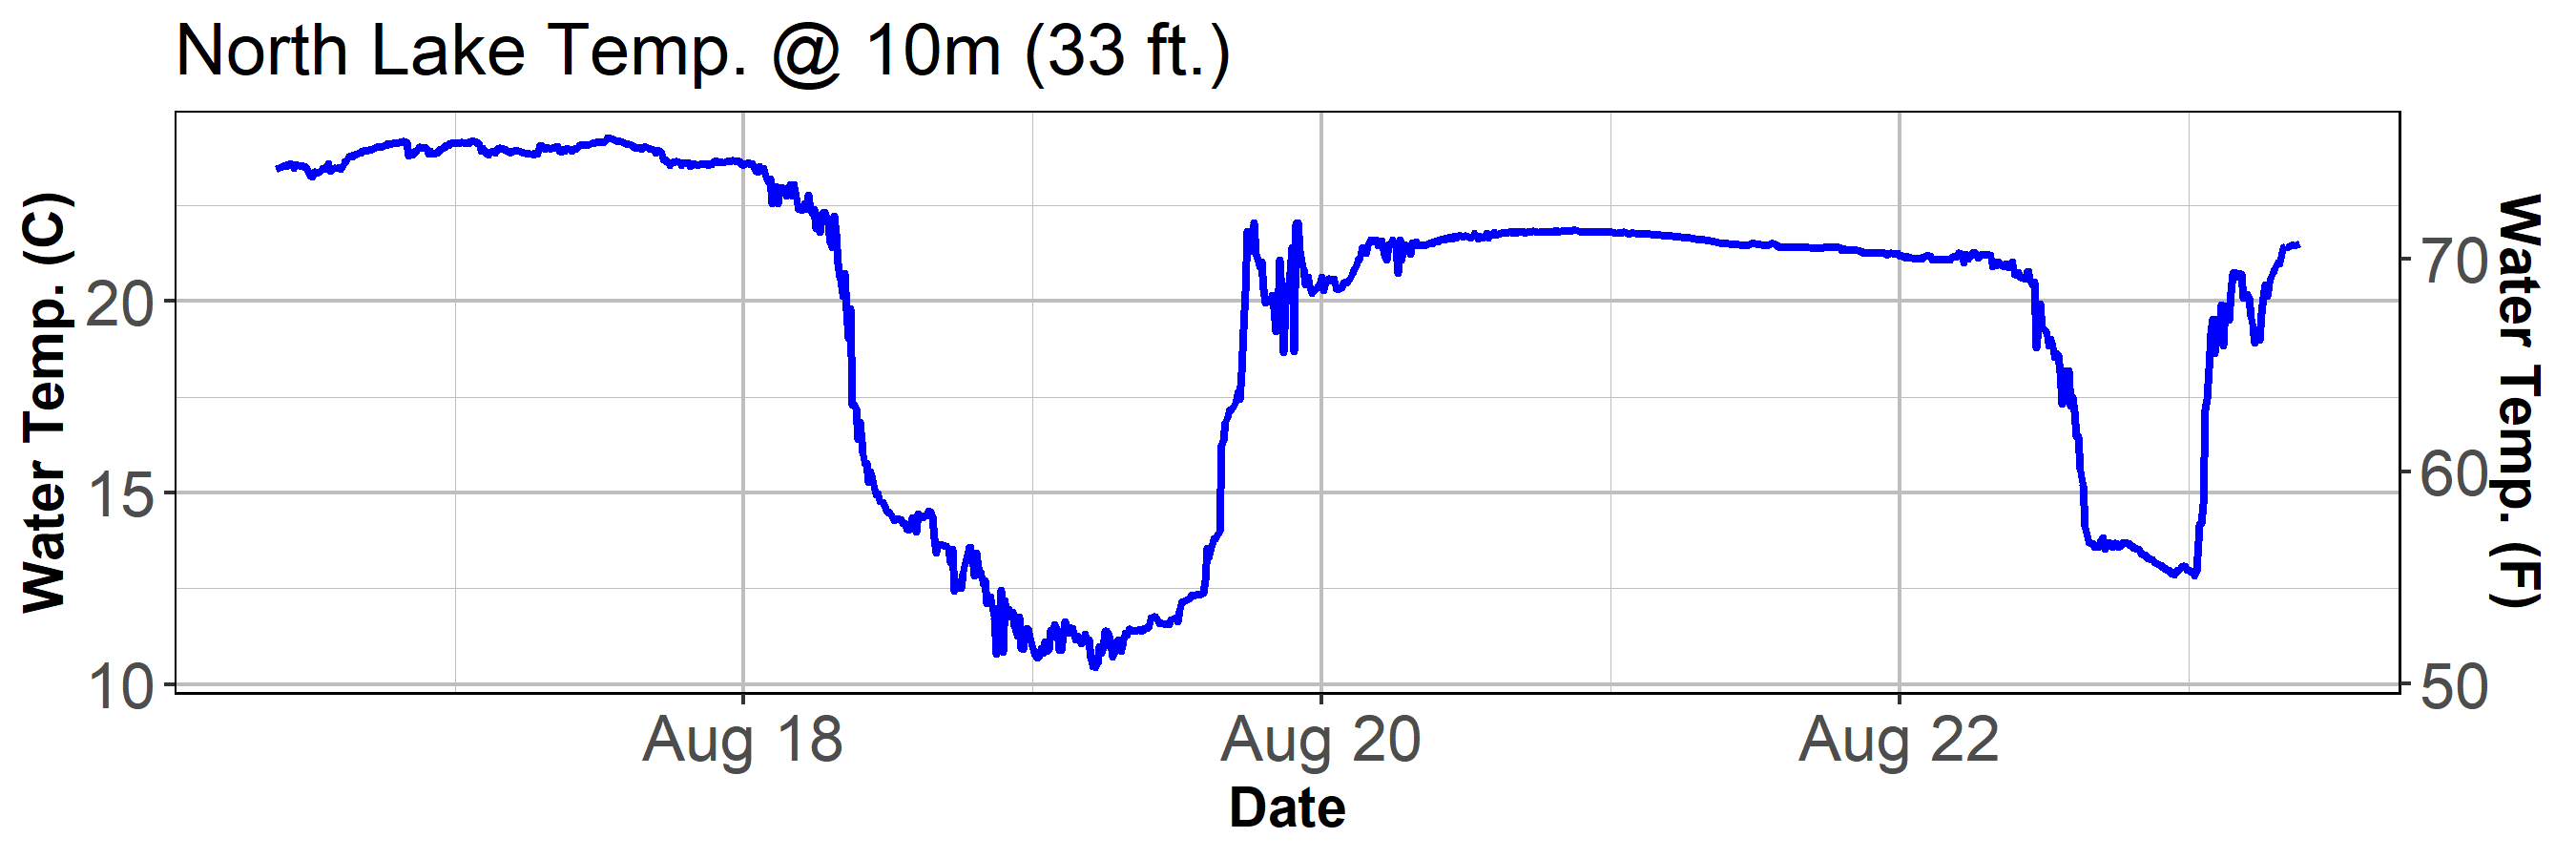 North Lake Temp. @ 10m (33 ft.)
Water Temp. (C)
20
15
10
70
60
50
Water Temp. (F)
Aug 18 Aug 20 Aug 22
Date